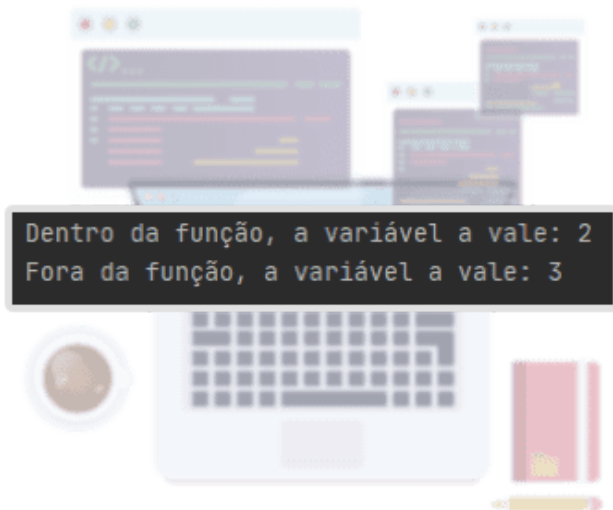 </>...
Dentro da função, a variável a vale: 2
Fora da função, a variável a vale: 3